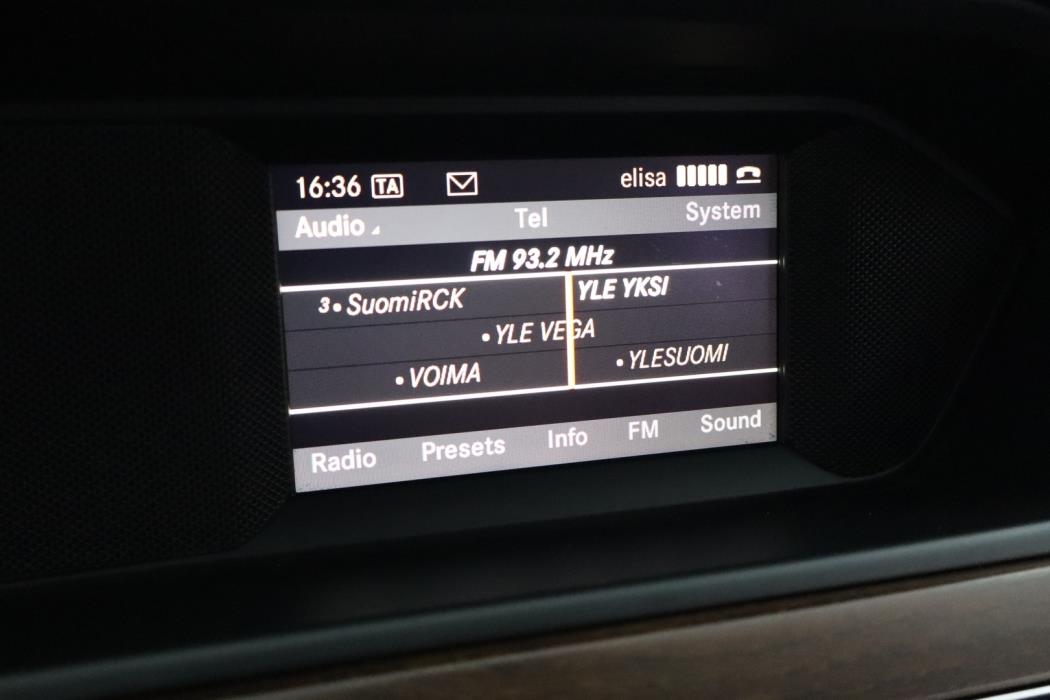 16:36 TA elisa
Audio Tel System
FM 93.2 MHz
3•SuomiRCK YLE YKSI
•YLE VEGA
•VOIMA •YLESUOMI
Radio Presets Info FM Sound